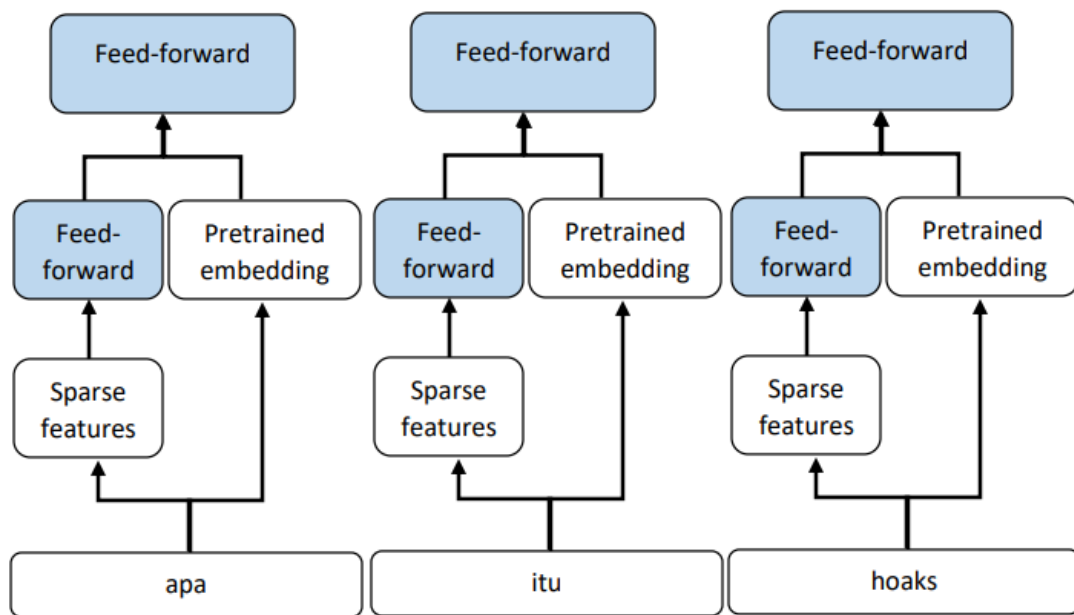 Feed-forward
Feed-forward
Feed-forward
Feed-
forward
Pretrained
embedding
Feed-
forward
Pretrained
embedding
Feed-
forward
Pretrained
embedding
Sparse
features
Sparse
features
Sparse
features
apa
itu
hoaks